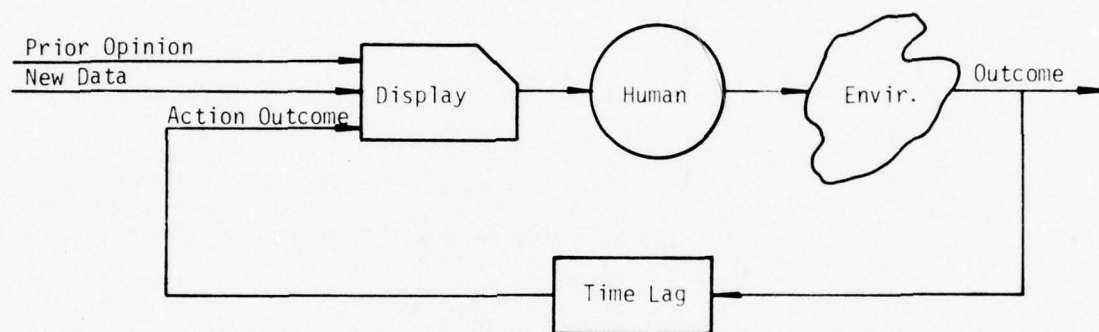 Prior Opinion
New Data
Action Outcome
Display
Human
Envir.
Outcome
Time Lag